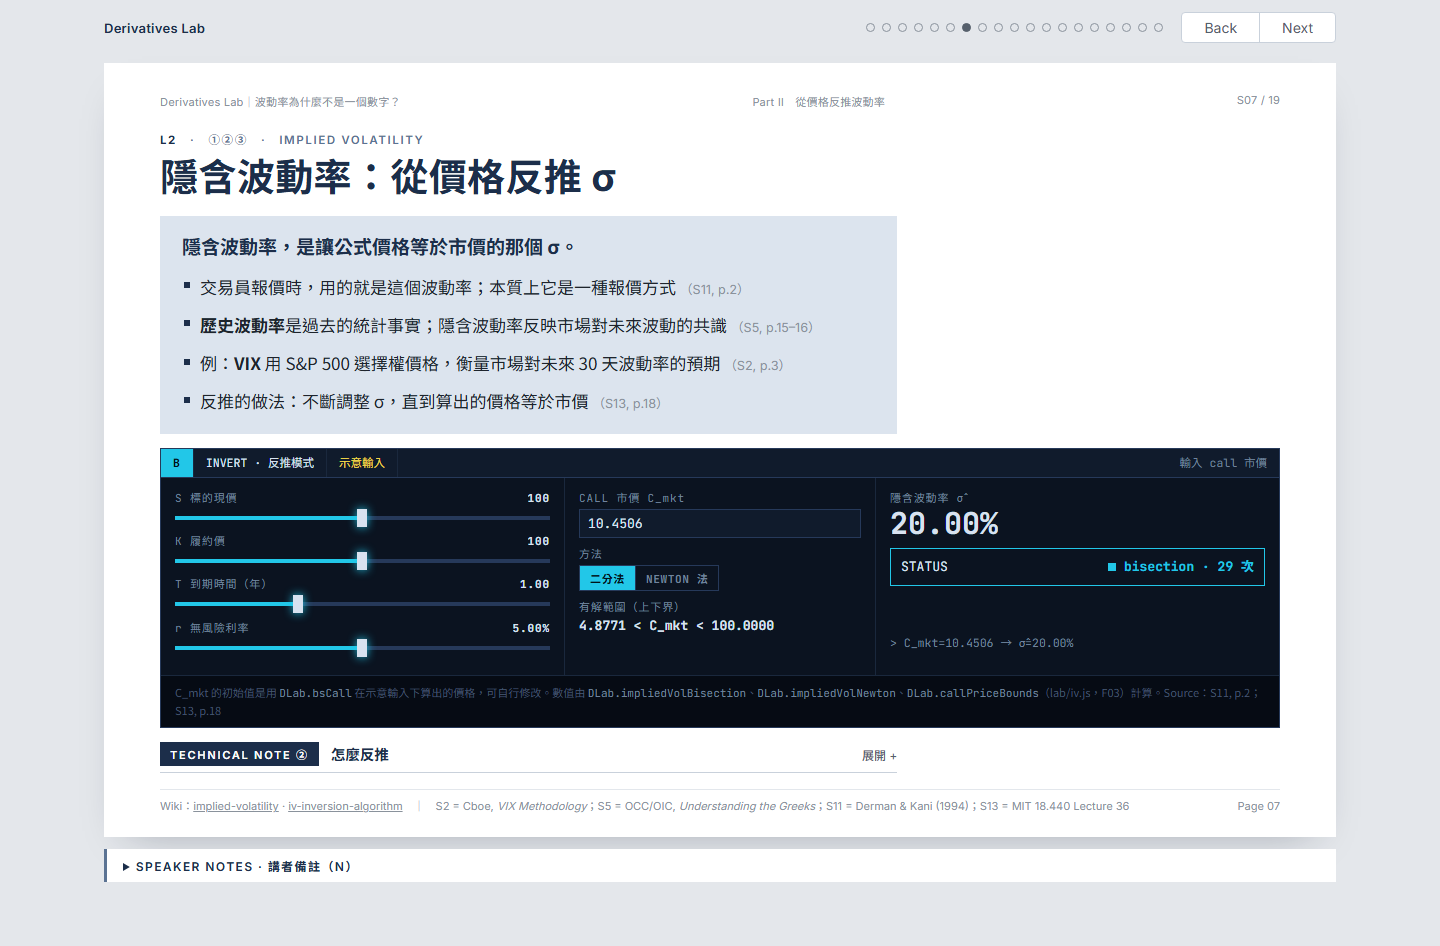 Derivatives Lab
Back Next
Derivatives Lab | 波動率為什麼不是一個數字？ Part II 從價格反推波動率 S07 / 19
L2 · ①②③ · IMPLIED VOLATILITY
隱含波動率：從價格反推 σ
隱含波動率，是讓公式價格等於市價的那個 σ。
交易員報價時，用的就是這個波動率；本質上它是一種報價方式（S11, p.2）
歷史波動率是過去的統計事實；隱含波動率反映市場對未來波動的共識（S5, p.15–16）
例：VIX 用 S&P 500 選擇權價格，衡量市場對未來 30 天波動率的預期（S2, p.3）
反推的做法：不斷調整 σ，直到算出的價格等於市價（S13, p.18）
B INVERT · 反推模式 示意輸入 輸入 call 市價
S 標的現價 100
K 履約價 100
T 到期時間（年） 1.00
r 無風險利率 5.00%
CALL 市價 C_mkt
10.4506
方法
二分法 NEWTON 法
有解範圍（上下界）
4.8771 < C_mkt < 100.0000
隱含波動率 σ̂
20.00%
STATUS bisection · 29 次
> C_mkt=10.4506 → σ̂=20.00%
C_mkt 的初始值是用 DLab.bsCall 在示意輸入下算出的價格，可自行修改。數值由 DLab.impliedVolBisection、DLab.impliedVolNewton、DLab.callPriceBounds（lab/iv.js，F03）計算。Source：S11, p.2；
S13, p.18
TECHNICAL NOTE ② 怎麼反推 展開 +
Wiki：implied-volatility · iv-inversion-algorithm | S2 = Cboe, VIX Methodology；S5 = OCC/OIC, Understanding the Greeks；S11 = Derman & Kani (1994)；S13 = MIT 18.440 Lecture 36 Page 07
▶ SPEAKER NOTES · 講者備註（N）